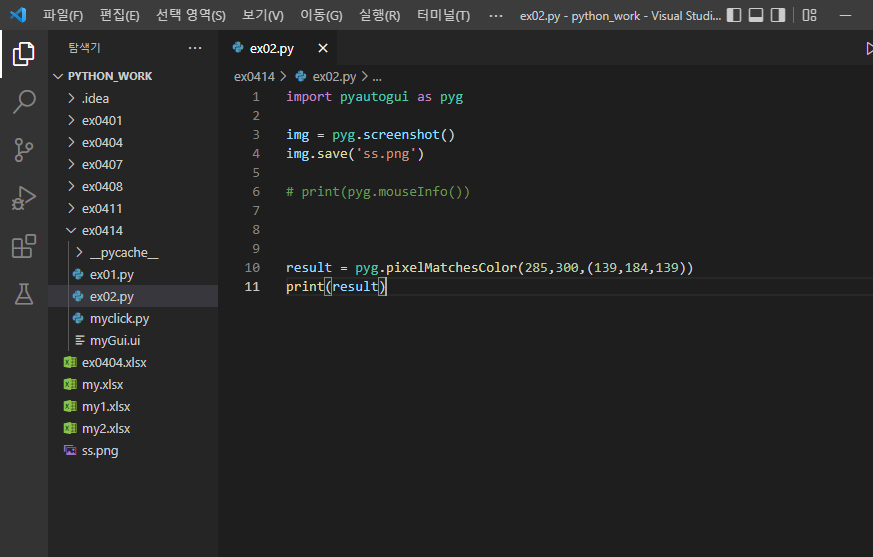 파일(F) 편집(E) 선택 영역(S) 보기(V) 이동(G) 실행(R) 터미널(T) ··· ex02.py - python_work - Visual Studi...
탐색기 ···
PYTHON_WORK
.idea
ex0401
ex0404
ex0407
ex0408
ex0411
ex0414
__pycache__
ex01.py
ex02.py
myclick.py
myGui.ui
ex0404.xlsx
my.xlsx
my1.xlsx
my2.xlsx
ss.png
ex02.py
ex0414 > ex02.py > ...
1 import pyautogui as pyg
2
3 img = pyg.screenshot()
4 img.save('ss.png')
5
6 # print(pyg.mouseInfo())
7
8
9
10 result = pyg.pixelMatchesColor(285,300,(139,184,139))
11 print(result)